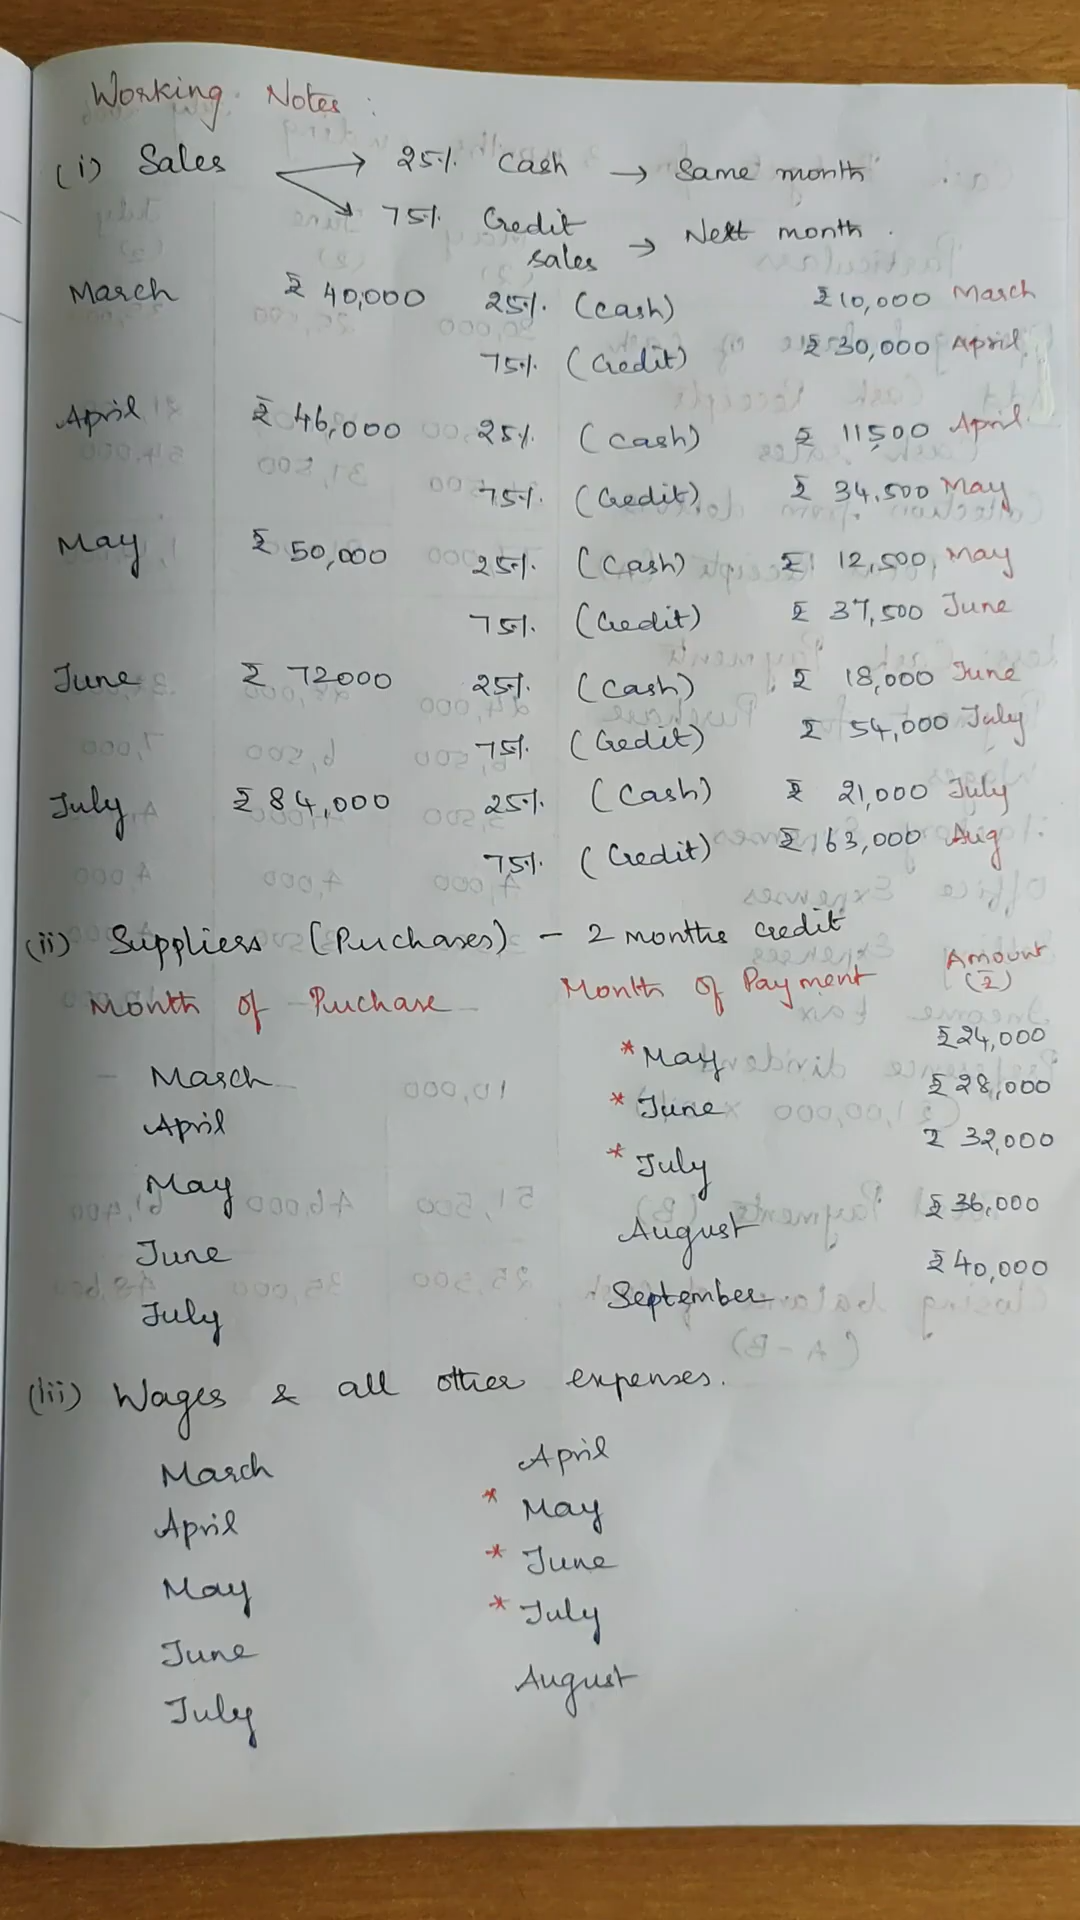 Working Notes :
(i) Sales → 25% Cash → Same month
→ 75% Credit sales → Next month .
March ₹ 40,000 25% (Cash) ₹10,000 March
75% (Credit) ₹ 30,000 April
April ₹ 46,000 25% (Cash) ₹ 11,500 April
75% (Credit) ₹ 34,500 May
May ₹ 50,000 25% (Cash) ₹ 12,500 May
75% (Credit) ₹ 37,500 June
June ₹ 72000 25% (Cash) ₹ 18,000 June
75% (Credit) ₹ 54,000 July
July ₹ 84,000 25% (Cash) ₹ 21,000 July
75% (Credit) ₹ 63,000 Aug
(ii) Suppliers (Purchases) - 2 months credit
Month of Puchase Month of Payment Amount (₹)
March * May ₹24,000
April * June ₹ 28,000
May * July ₹ 32,000
June August ₹ 36,000
July September ₹ 40,000
(iii) Wages & all other expenses.
March April
April * May
May * June
June * July
July August